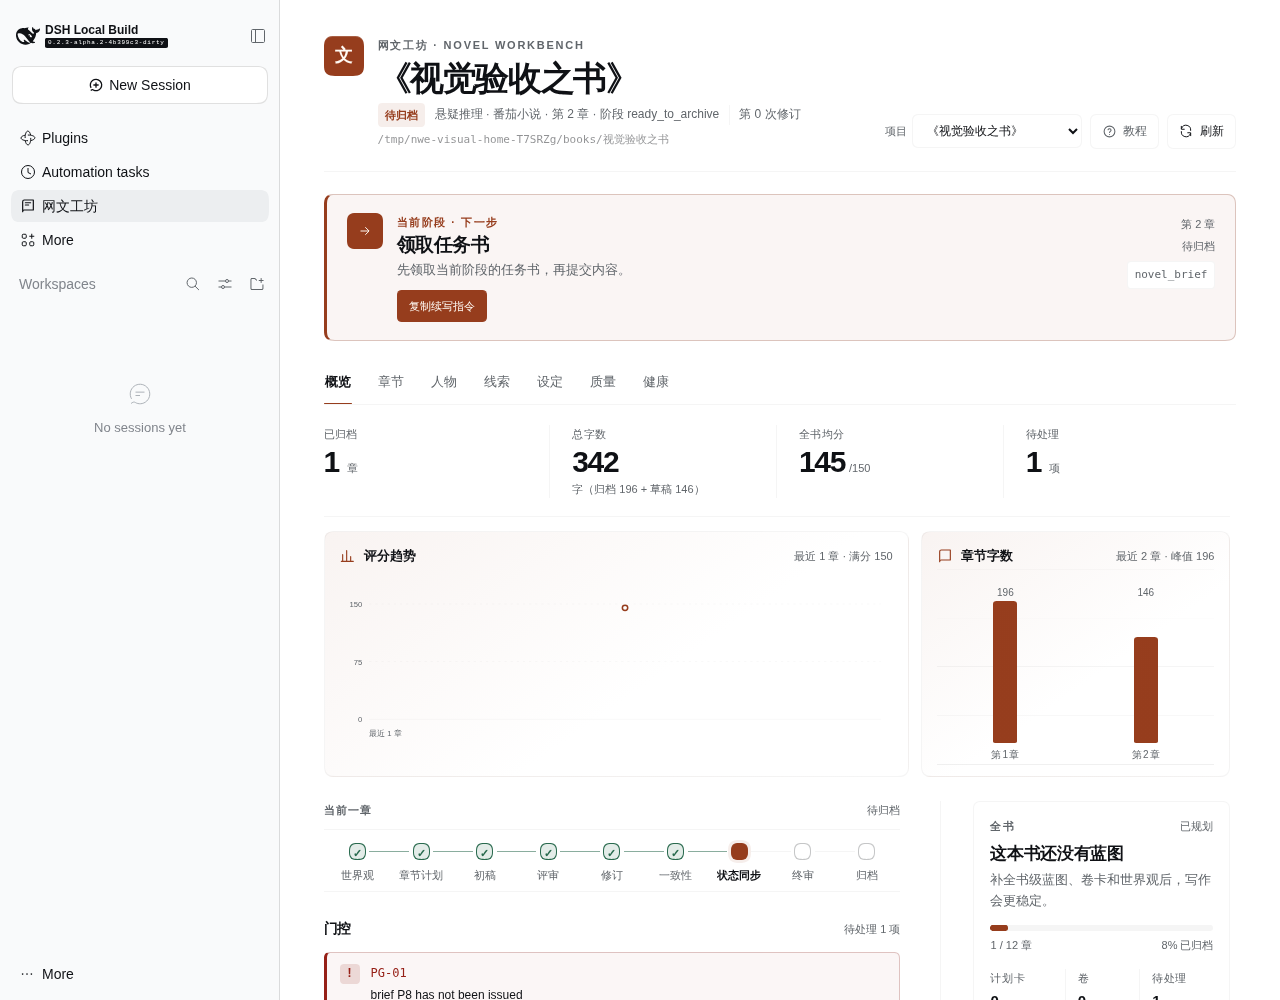 DSH Local Build
0.2.3-alpha.2-4b399c3-dirty
New Session
Plugins
Automation tasks
网文工坊
More
Workspaces
No sessions yet
More
文
网文工坊 · NOVEL WORKBENCH
《视觉验收之书》
待归档 悬疑推理 · 番茄小说 · 第 2 章 · 阶段 ready_to_archive 第 0 次修订
/tmp/nwe-visual-home-T7SRZg/books/视觉验收之书
项目 《视觉验收之书》 教程 刷新
当前阶段 · 下一步
领取任务书
先领取当前阶段的任务书，再提交内容。
复制续写指令
第 2 章
待归档
novel_brief
概览 章节 人物 线索 设定 质量 健康
已归档
1 章
总字数
342
字（归档 196 + 草稿 146）
全书均分
145 /150
待处理
1 项
评分趋势 最近 1 章 · 满分 150
150
75
0
最近 1 章
章节字数 最近 2 章 · 峰值 196
196 146
第1章 第2章
当前一章 待归档
世界观 章节计划 初稿 评审 修订 一致性 状态同步 终审 归档
门控 待处理 1 项
! PG-01
brief P8 has not been issued
全书 已规划
这本书还没有蓝图
补全书级蓝图、卷卡和世界观后，写作
会更稳定。
1 / 12 章 8% 已归档
计划卡 卷 待处理